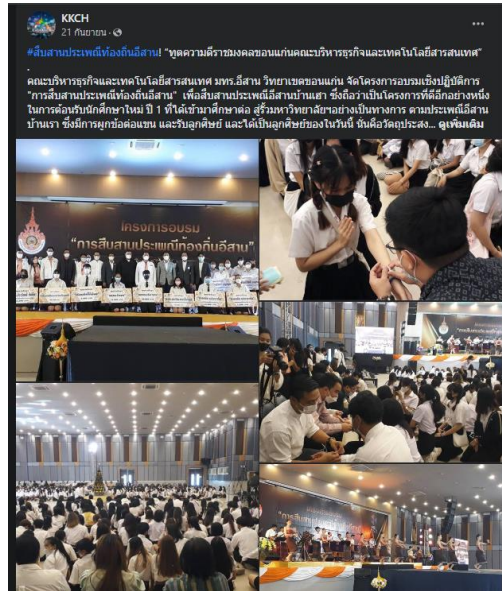 KKCH
21 กันยายน ·
#สืบสานประเพณีท้องถิ่นอีสาน! "ทูตความดีราชมงคลขอนแก่นคณะบริหารธุรกิจและเทคโนโลยีสารสนเทศ"
.
คณะบริหารธุรกิจและเทคโนโลยีสารสนเทศ มทร.อีสาน วิทยาเขตขอนแก่น จัดโครงการอบรมเชิงปฏิบัติการ
"การสืบสานประเพณีท้องถิ่นอีสาน" เพื่อสืบสานประเพณีอีสานบ้านเฮา ซึ่งถือว่าเป็นโครงการที่ดีอีกอย่างหนึ่ง
ในการต้อนรับนักศึกษาใหม่ ปี 1 ที่ได้เข้ามาศึกษาต่อ สู่รั้วมหาวิทยาลัยฯอย่างเป็นทางการ ตามประเพณีอีสาน
บ้านเรา ซึ่งมีการผูกข้อต่อแขน และรับลูกศิษย์ และได้เป็นลูกศิษย์ของในวันนี้ นั่นคือวัตถุประสง... ดูเพิ่มเติม
โครงการอบรม
"การสืบสานประเพณีท้องถิ่นอีสาน"